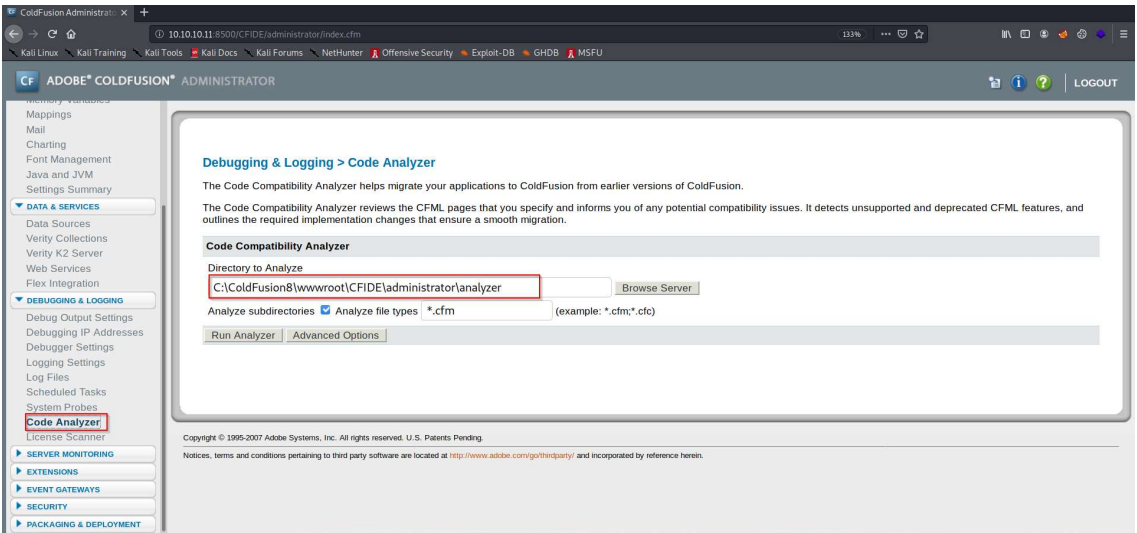 ColdFusion Administrato
10.10.10.11:8500/CFIDE/administrator/index.cfm
133%
Kali Linux Kali Training Kali Tools Kali Docs Kali Forums NetHunter Offensive Security Exploit-DB GHDB MSFU
CF ADOBE® COLDFUSION® ADMINISTRATOR
LOGOUT
Memory Variables
Mappings
Mail
Charting
Font Management
Java and JVM
Settings Summary
DATA & SERVICES
Data Sources
Verity Collections
Verity K2 Server
Web Services
Flex Integration
DEBUGGING & LOGGING
Debug Output Settings
Debugging IP Addresses
Debugger Settings
Logging Settings
Log Files
Scheduled Tasks
System Probes
Code Analyzer
License Scanner
SERVER MONITORING
EXTENSIONS
EVENT GATEWAYS
SECURITY
PACKAGING & DEPLOYMENT
Debugging & Logging > Code Analyzer
The Code Compatibility Analyzer helps migrate your applications to ColdFusion from earlier versions of ColdFusion.
The Code Compatibility Analyzer reviews the CFML pages that you specify and informs you of any potential compatibility issues. It detects unsupported and deprecated CFML features, and
outlines the required implementation changes that ensure a smooth migration.
Code Compatibility Analyzer
Directory to Analyze
C:\ColdFusion8\wwwroot\CFIDE\administrator\analyzer Browse Server
Analyze subdirectories Analyze file types *.cfm (example: *.cfm;*.cfc)
Run Analyzer Advanced Options
Copyright © 1995-2007 Adobe Systems, Inc. All rights reserved. U.S. Patents Pending.
Notices, terms and conditions pertaining to third party software are located at http://www.adobe.com/go/thirdparty/ and incorporated by reference herein.